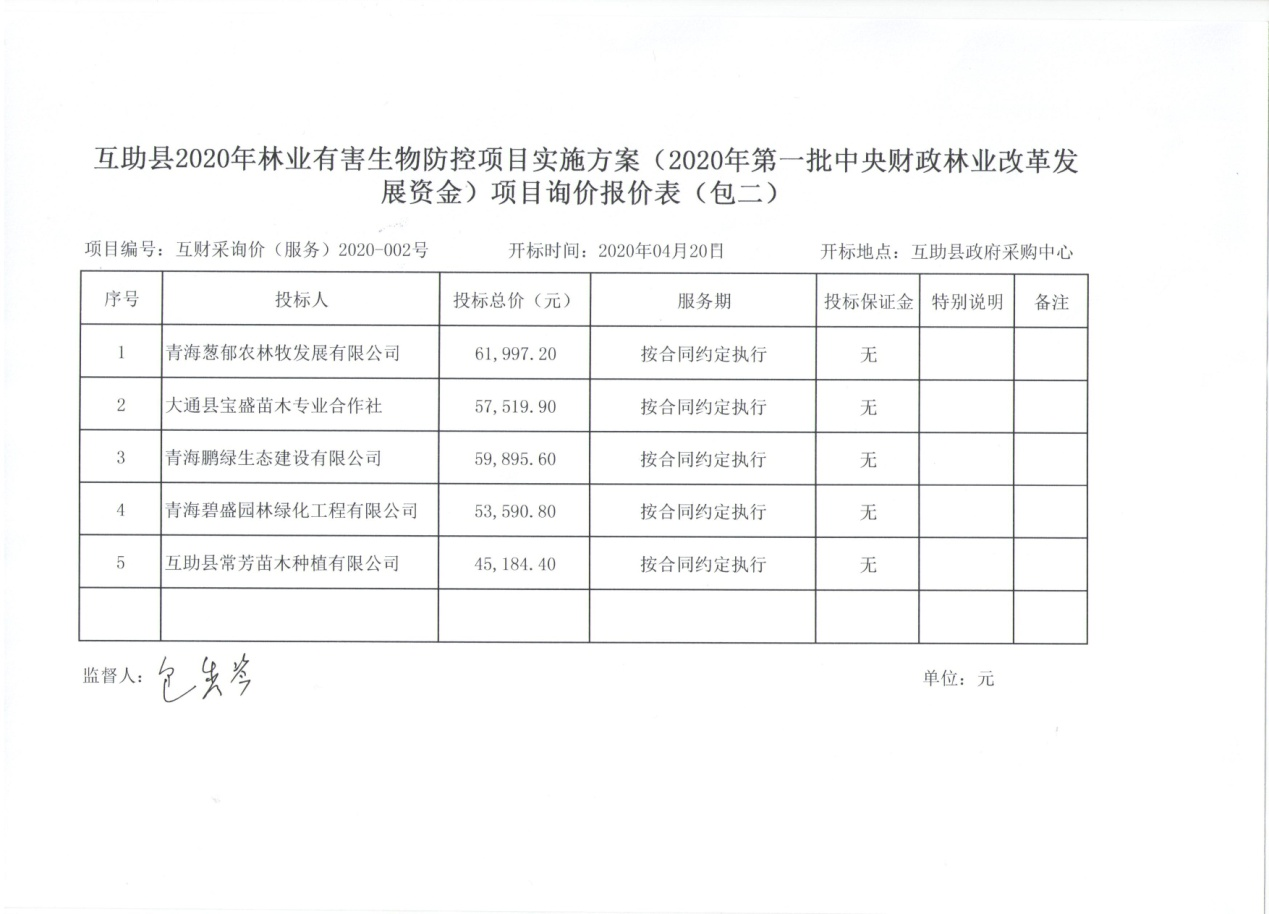 互助县2020年林业有害生物防控项目实施方案（2020年第一批中央财政林业改革发
展资金）项目询价报价表（包二）
项目编号：互财采询价（服务）2020-002号 开标时间：2020年04月20日 开标地点：互助县政府采购中心
序号 投标人 投标总价（元） 服务期 投标保证金 特别说明 备注
1 青海葱郁农林牧发展有限公司 61,997.20 按合同约定执行 无
2 大通县宝盛苗木专业合作社 57,519.90 按合同约定执行 无
3 青海鹏绿生态建设有限公司 59,895.60 按合同约定执行 无
4 青海碧盛园林绿化工程有限公司 53,590.80 按合同约定执行 无
5 互助县常芳苗木种植有限公司 45,184.40 按合同约定执行 无
监督人： 单位：元